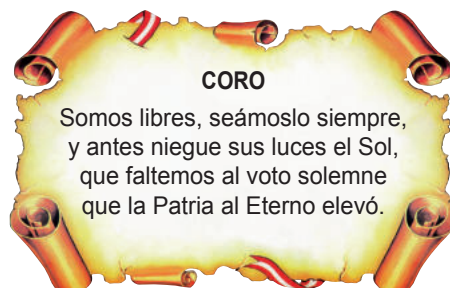 CORO
Somos libres, seámoslo siempre,
y antes niegue sus luces el Sol,
que faltemos al voto solemne
que la Patria al Eterno elevó.